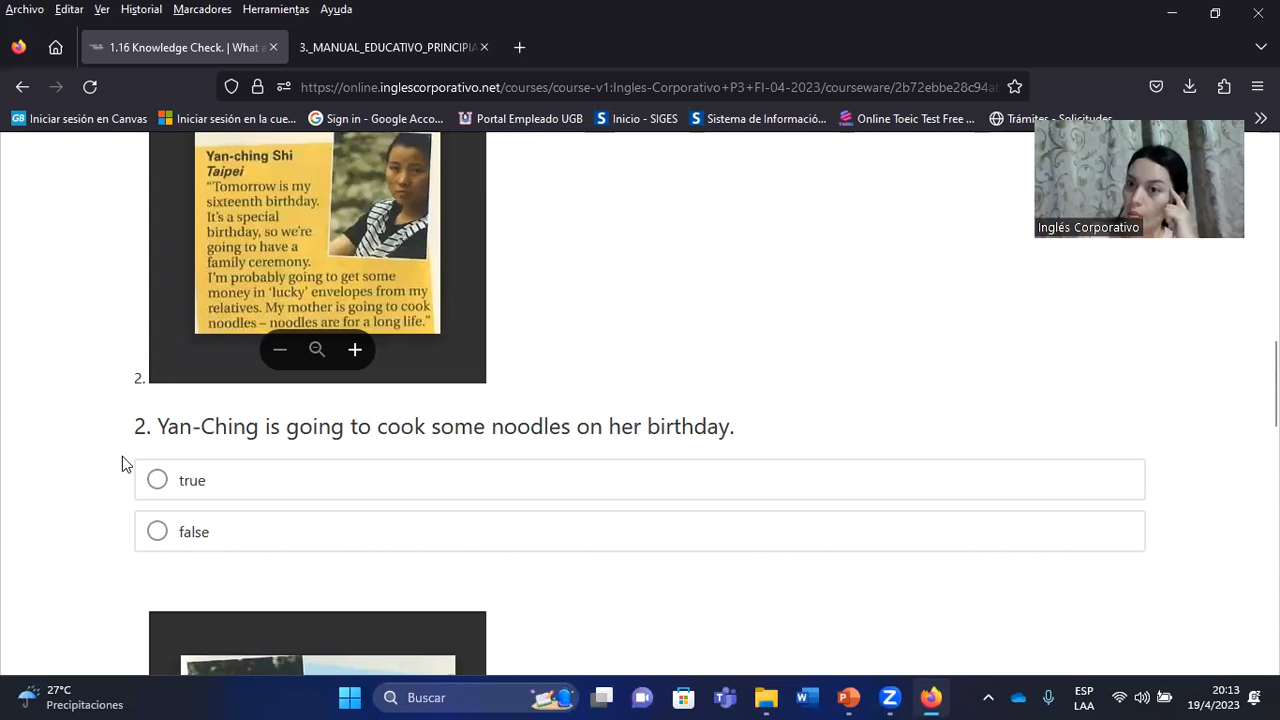 Archivo Editar Ver Historial Marcadores Herramientas Ayuda
1.16 Knowledge Check. | What a
3._MANUAL_EDUCATIVO_PRINCIPIA
https://online.inglescorporativo.net/courses/course-v1:Ingles-Corporativo+P3+FI-04-2023/courseware/2b72ebbe28c94a
Iniciar sesión en Canvas
Iniciar sesión en la cue...
Sign in - Google Acco...
Portal Empleado UGB
Inicio - SIGES
Sistema de Informació...
Online Toeic Test Free ...
Trámites - Solicitudes
Yan-ching Shi
Taipei
"Tomorrow is my
sixteenth birthday.
It's a special
birthday, so we're
going to have a
family ceremony.
I'm probably going to get some
money in 'lucky' envelopes from my
relatives. My mother is going to cook
noodles – noodles are for a long life."
Inglés Corporativo
2.
2. Yan-Ching is going to cook some noodles on her birthday.
true
false
27°C
Precipitaciones
Buscar
ESP
LAA
20:13
19/4/2023